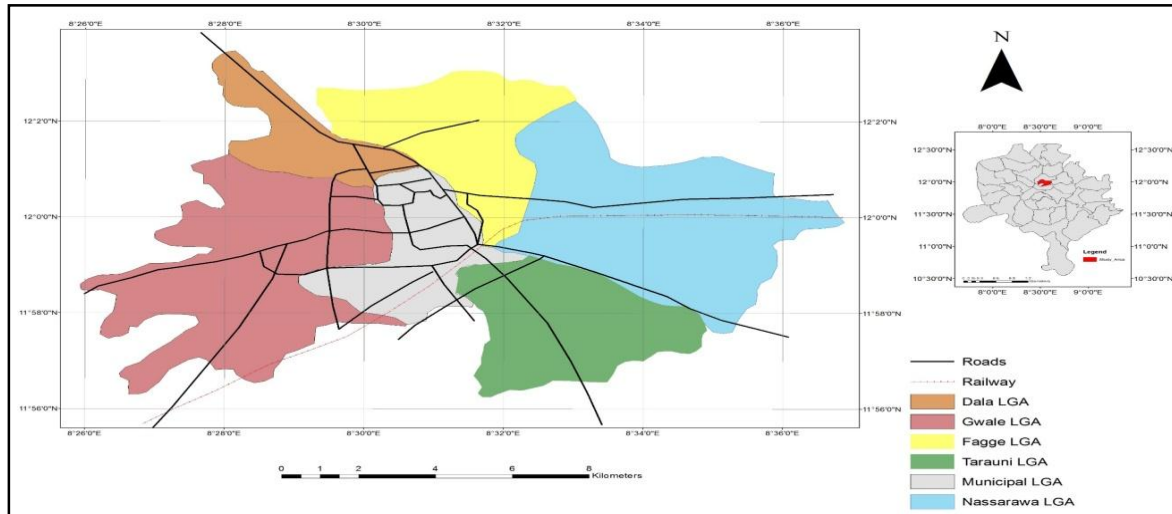 8°26'0"E 8°28'0"E 8°30'0"E 8°32'0"E 8°34'0"E 8°36'0"E
12°2'0"N 12°2'0"N
12°0'0"N 12°0'0"N
11°58'0"N 11°58'0"N
11°56'0"N 11°56'0"N
8°26'0"E 8°28'0"E 8°30'0"E 8°32'0"E 8°34'0"E 8°36'0"E
0 1 2 4 6 8
Kilometers
N
8°0'0"E 8°30'0"E 9°0'0"E
12°30'0"N 12°30'0"N
12°0'0"N 12°0'0"N
11°30'0"N 11°30'0"N
11°0'0"N 11°0'0"N
10°30'0"N 10°30'0"N
Legend
8°0'0"E 8°30'0"E 9°0'0"E
Roads
Railway
Dala LGA
Gwale LGA
Fagge LGA
Tarauni LGA
Municipal LGA
Nassarawa LGA